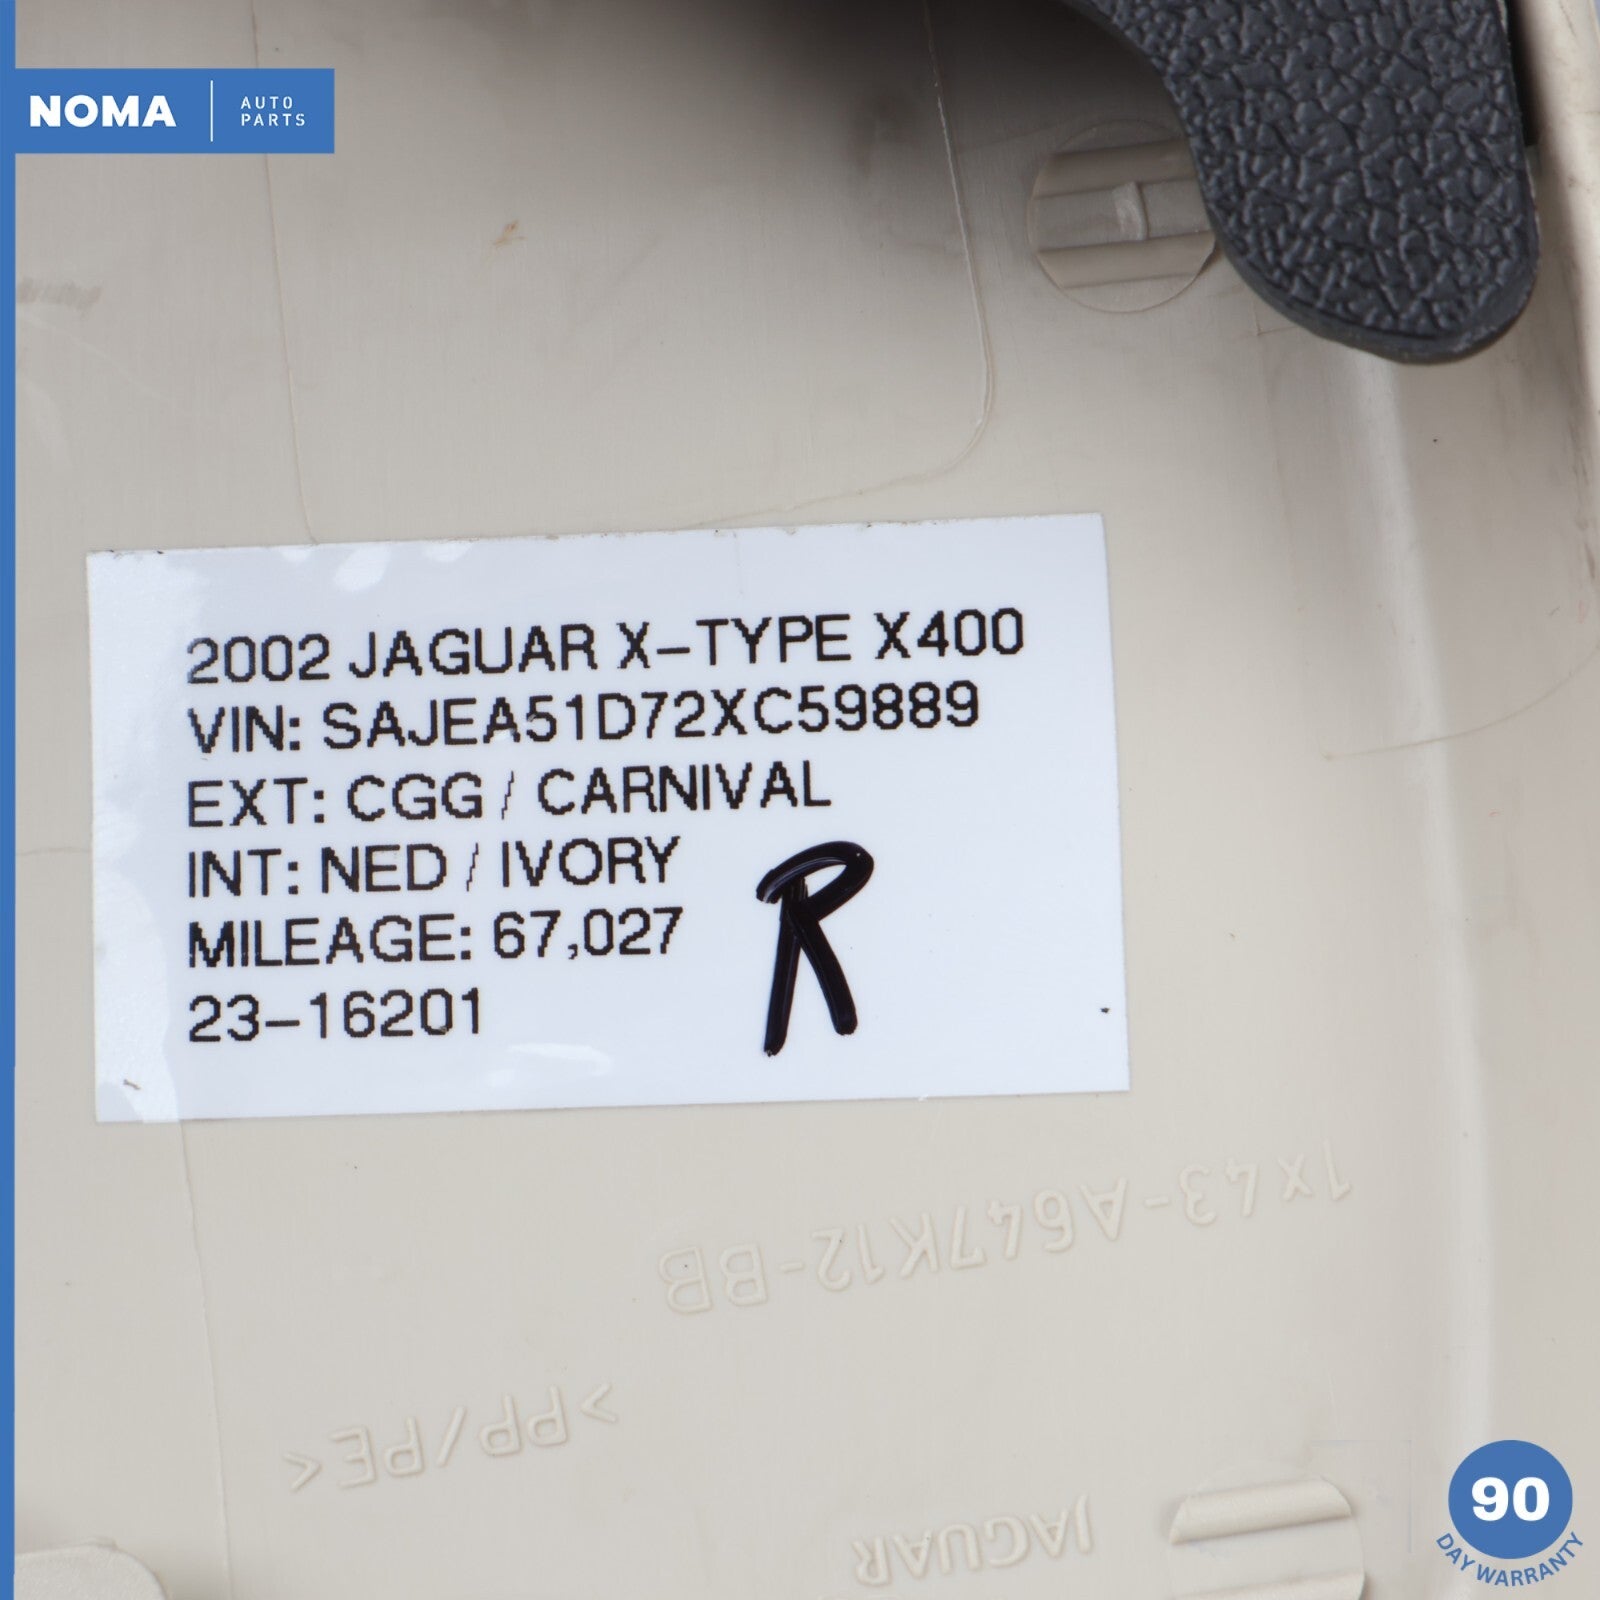 NOMA
AUTO
PARTS
2002 JAGUAR X-TYPE X400
VIN: SAJEA51D72XC59889
EXT: CGG / CARNIVAL
INT: NED / IVORY
MILEAGE: 67,027
23-16201
R
1X43-A647K12-BB
>PP/PE<
JAGUAR
90
DAY WARRANTY